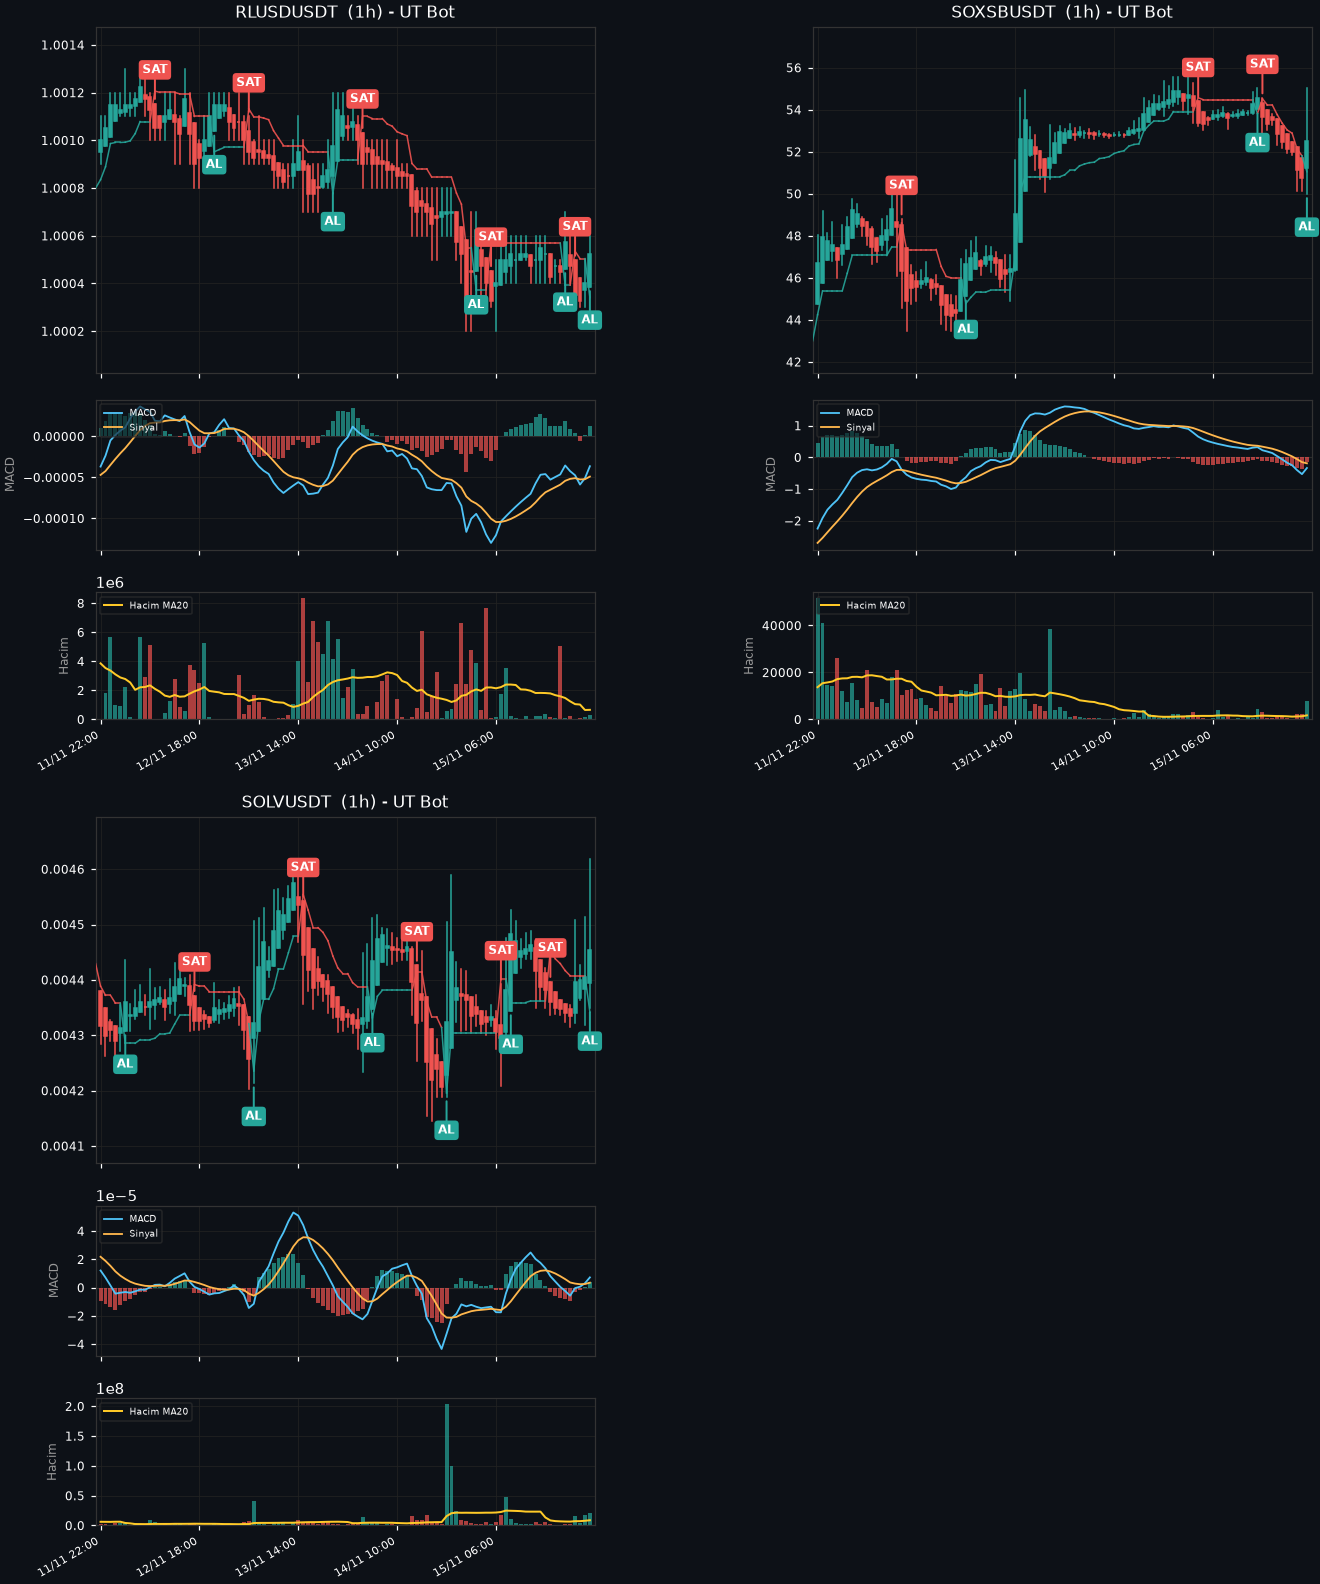 RLUSDUSDT (1h) - UT Bot
1.0014
1.0012
1.0010
1.0008
1.0006
1.0004
1.0002
SAT
SAT
SAT
AL
AL
SAT
SAT
AL
AL
AL
MACD
Sinyal
0.00000
−0.00005
−0.00010
MACD
1e6
Hacim MA20
8
6
4
2
0
Hacim
11/11 22:00
12/11 18:00
13/11 14:00
14/11 10:00
15/11 06:00
SOXSBUSDT (1h) - UT Bot
56
54
52
50
48
46
44
42
SAT
SAT
AL
SAT
AL
AL
MACD
Sinyal
1
0
−1
−2
MACD
Hacim MA20
40000
20000
0
Hacim
11/11 22:00
12/11 18:00
13/11 14:00
14/11 10:00
15/11 06:00
SOLVUSDT (1h) - UT Bot
0.0046
0.0045
0.0044
0.0043
0.0042
0.0041
SAT
SAT
SAT
SAT
SAT
AL
AL
AL
AL
AL
AL
1e−5
MACD
Sinyal
4
2
0
−2
−4
MACD
1e8
Hacim MA20
2.0
1.5
1.0
0.5
0.0
Hacim
11/11 22:00
12/11 18:00
13/11 14:00
14/11 10:00
15/11 06:00